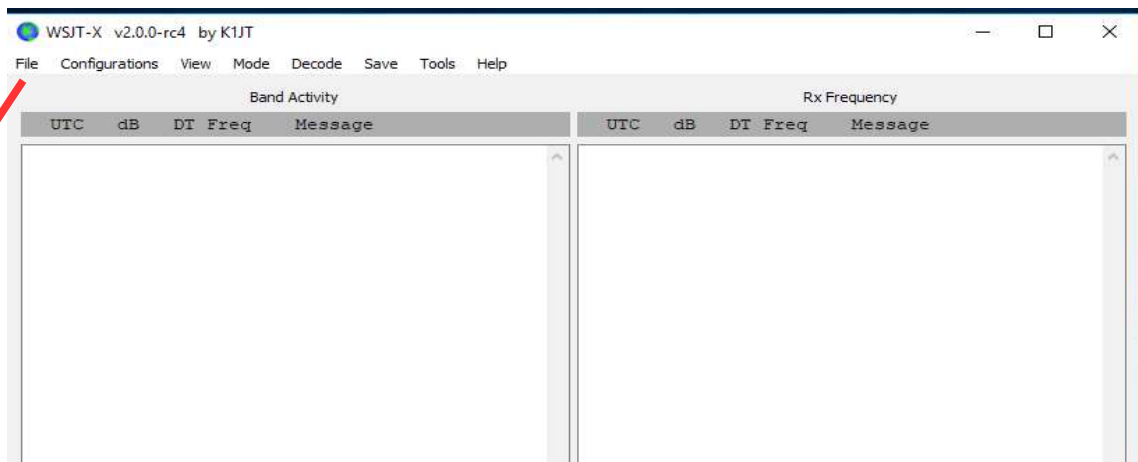 WSJT-X v2.0.0-rc4 by K1JT
File Configurations View Mode Decode Save Tools Help
Band Activity Rx Frequency
UTC dB DT Freq Message UTC dB DT Freq Message